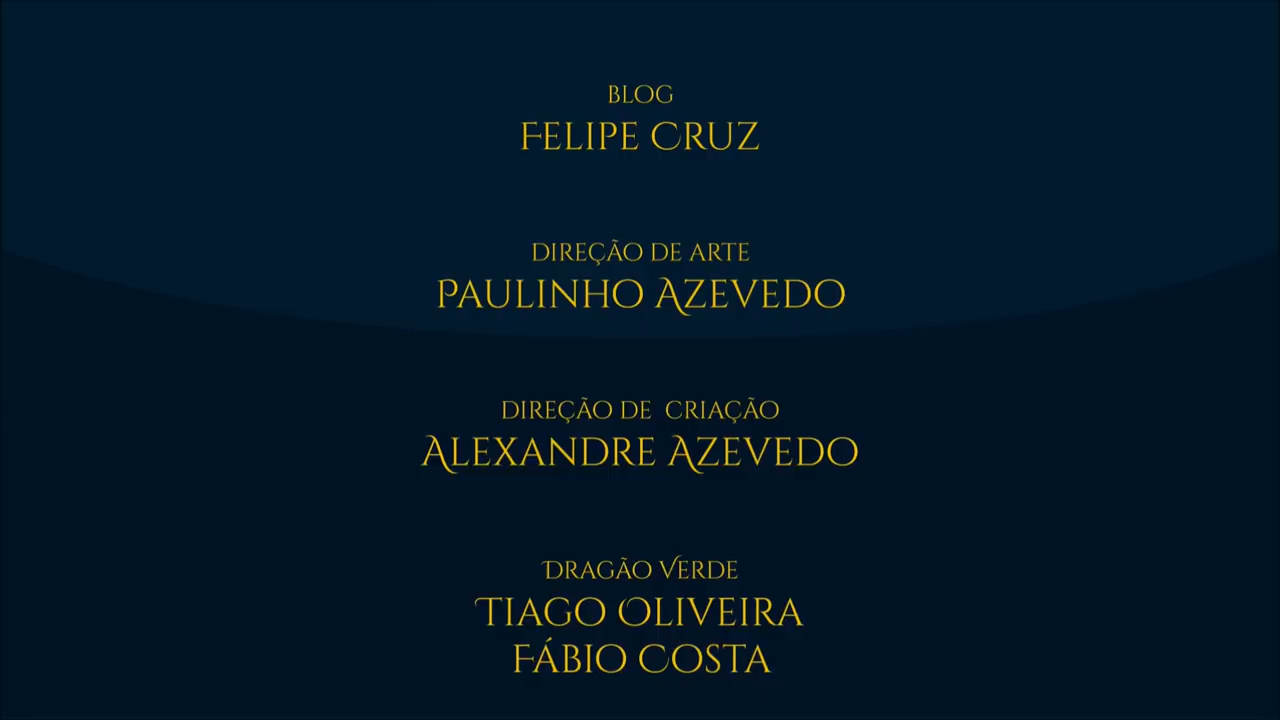 BLOG
FELIPE CRUZ
DIREÇÃO DE ARTE
PAULINHO AZEVEDO
DIREÇÃO DE CRIAÇÃO
ALEXANDRE AZEVEDO
DRAGÃO VERDE
TIAGO OLIVEIRA
FÁBIO COSTA